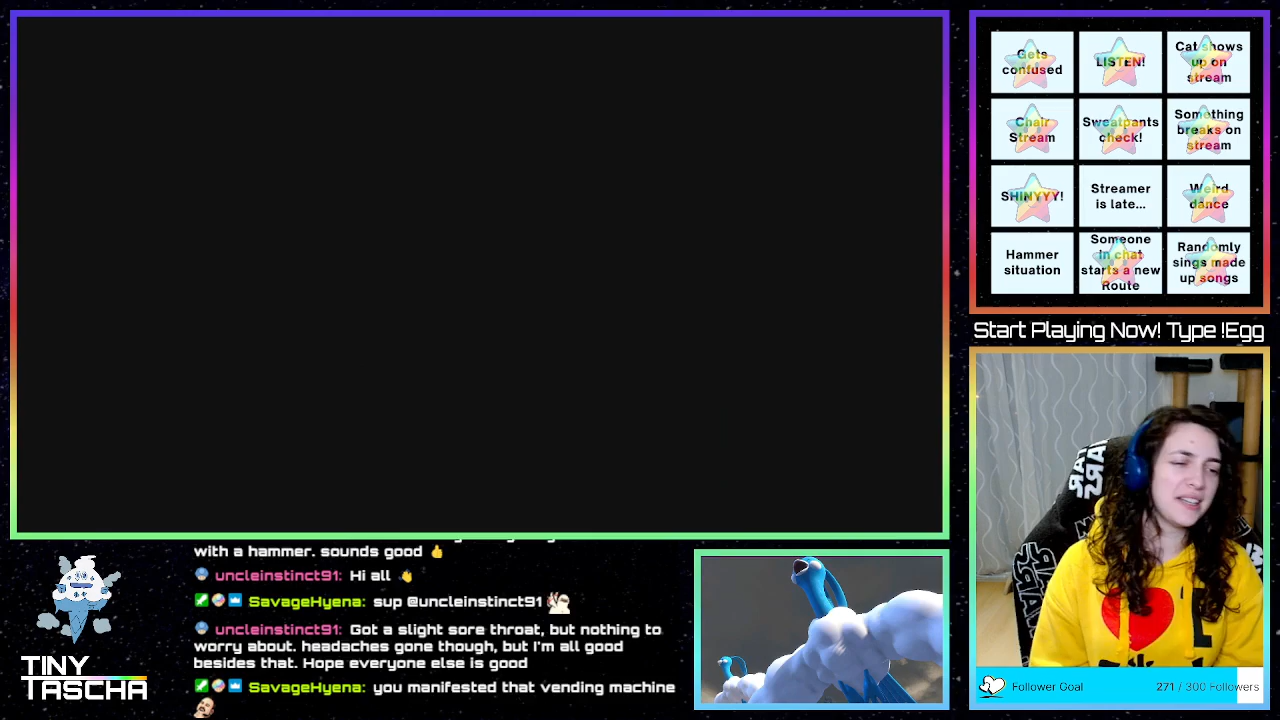 Gets
confused
LISTEN!
Cat shows
up on
stream
Chair
Stream
Sweatpants
check!
Something
breaks on
stream
SHINYYY!
Streamer
is late...
Weird
dance
Hammer
situation
Someone
in chat
starts a new
Route
Randomly
sings made
up songs
Start Playing Now! Type !Egg
with a hammer. sounds good
uncleinstinct91: Hi all
SavageHyena: sup @uncleinstinct91
uncleinstinct91: Got a slight sore throat, but nothing to
worry about. headaches gone though, but I'm all good
besides that. Hope everyone else is good
SavageHyena: you manifested that vending machine
TINY
TASCHA
Follower Goal
271 / 300 Followers